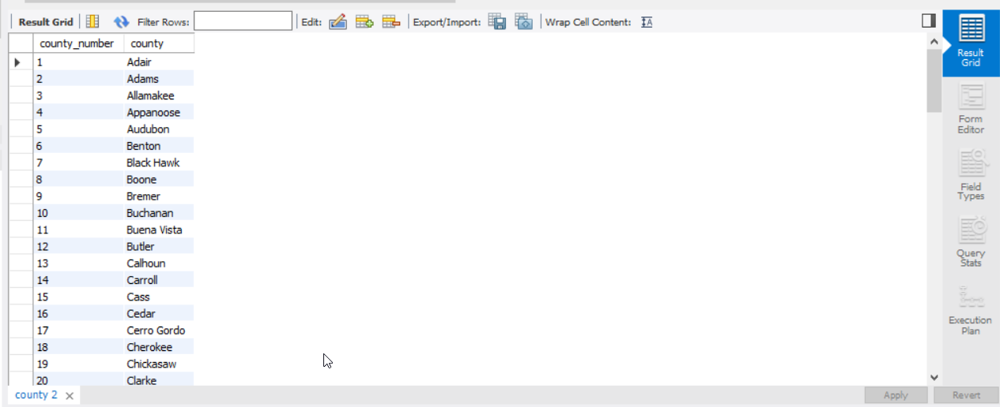 Result Grid Filter Rows: Edit: Export/Import: Wrap Cell Content: A
county_number county
1 Adair
2 Adams
3 Allamakee
4 Appanoose
5 Audubon
6 Benton
7 Black Hawk
8 Boone
9 Bremer
10 Buchanan
11 Buena Vista
12 Butler
13 Calhoun
14 Carroll
15 Cass
16 Cedar
17 Cerro Gordo
18 Cherokee
19 Chickasaw
20 Clarke
county 2 ×
Apply Revert
Result
Grid
Form
Editor
Field
Types
Query
Stats
Execution
Plan